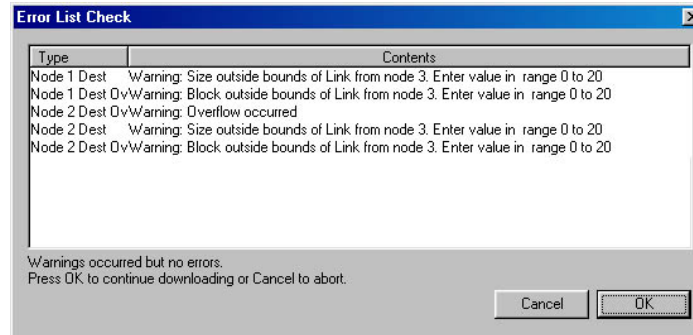 Error List Check
Type Contents
Node 1 Dest Warning: Size outside bounds of Link from node 3. Enter value in range 0 to 20
Node 1 Dest Ov Warning: Block outside bounds of Link from node 3. Enter value in range 0 to 20
Node 2 Dest Ov Warning: Overflow occurred
Node 2 Dest Warning: Size outside bounds of Link from node 3. Enter value in range 0 to 20
Node 2 Dest Ov Warning: Block outside bounds of Link from node 3. Enter value in range 0 to 20
Warnings occurred but no errors.
Press OK to continue downloading or Cancel to abort.
Cancel OK